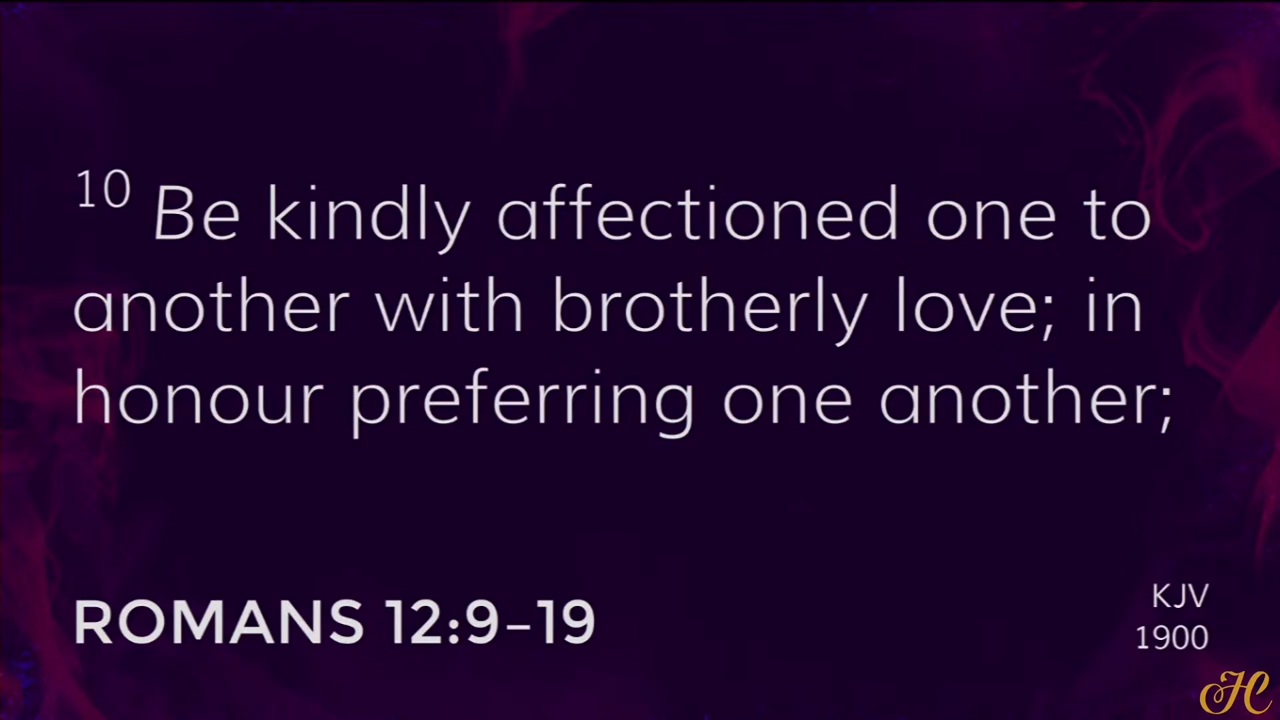 10 Be kindly affectioned one to
another with brotherly love; in
honour preferring one another;
ROMANS 12:9–19
KJV
1900
HC